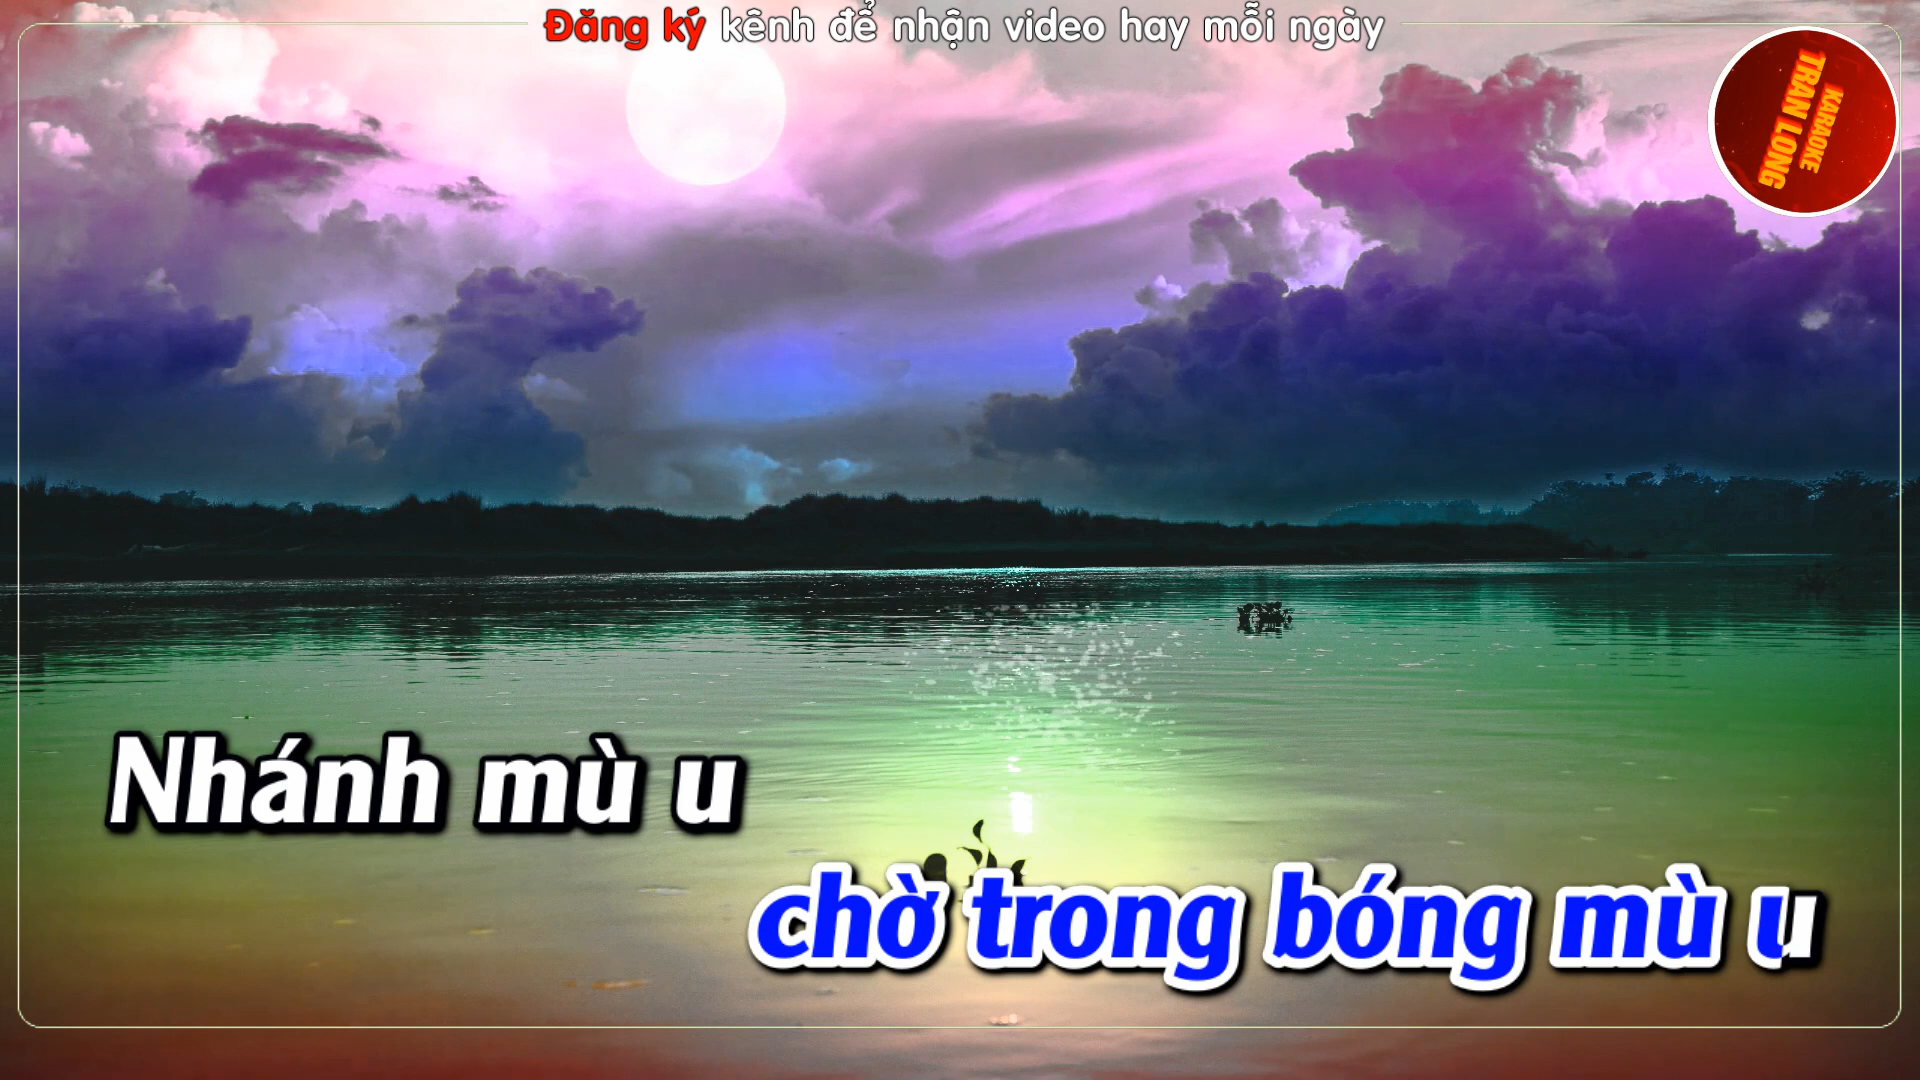 Đăng ký kênh để nhận video hay mỗi ngày
KARAOKE
TRAN LONG
Nhánh mù u
chờ trong bóng mù u